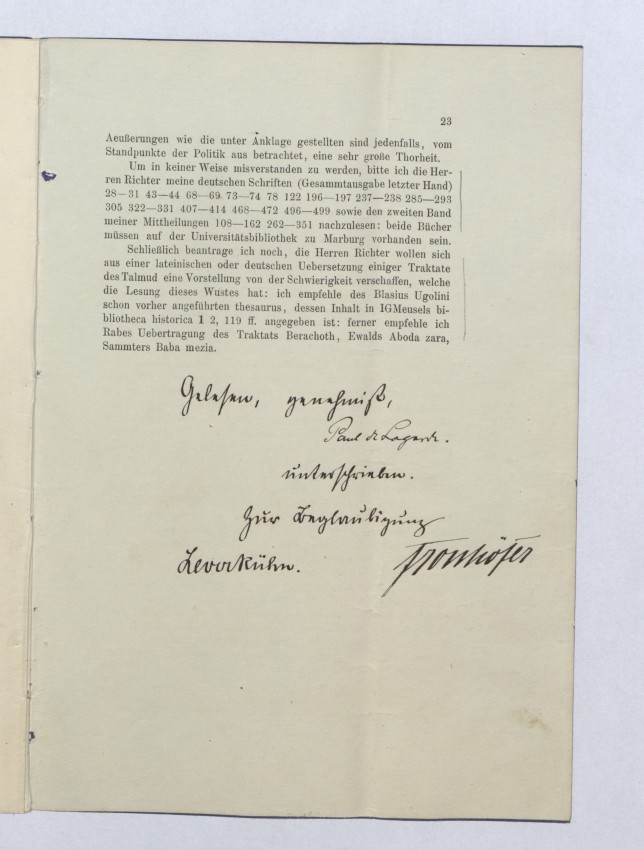 23
Aeußerungen wie die unter Anklage gestellten sind jedenfalls, vom
Standpunkte der Politik aus betrachtet, eine sehr große Thorheit.
Um in keiner Weise misverstanden zu werden, bitte ich die Her-
ren Richter meine deutschen Schriften (Gesammtausgabe letzter Hand)
28—31 43—44 68—69 73—74 78 122 196—197 237—238 285—293
305 322—331 407—414 468—472 496—499 sowie den zweiten Band
meiner Mittheilungen 108—162 262—351 nachzulesen: beide Bücher
müssen auf der Universitätsbibliothek zu Marburg vorhanden sein.
Schließlich beantrage ich noch, die Herren Richter wollen sich
aus einer lateinischen oder deutschen Uebersetzung einiger Traktate
des Talmud eine Vorstellung von der Schwierigkeit verschaffen, welche
die Lesung dieses Wustes hat: ich empfehle des Blasius Ugolini
schon vorher angeführten thesaurus, dessen Inhalt in IGMeusels bi-
bliotheca historica 1 2, 119 ff. angegeben ist: ferner empfehle ich
Rabes Uebertragung des Traktats Berachoth, Ewalds Aboda zara,
Sammters Baba mezia.
Gelesen, genehmigt,
Paul de Lagarde.
unterschrieben.
Zur Beglaubigung
Leverkühn. Fronhöfer